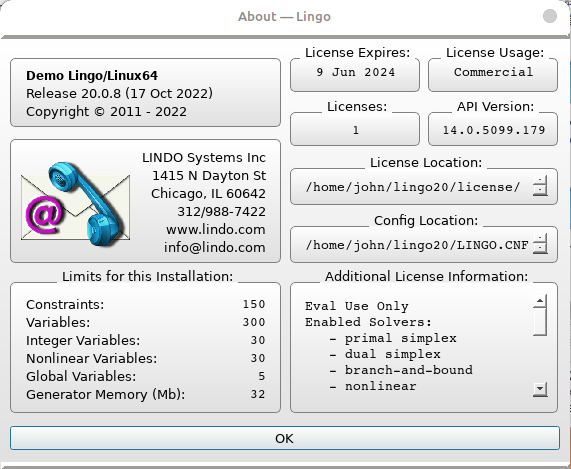 About — Lingo
Demo Lingo/Linux64
Release 20.0.8 (17 Oct 2022)
Copyright © 2011 - 2022
License Expires:
9 Jun 2024
License Usage:
Commercial
Licenses:
1
API Version:
14.0.5099.179
@
LINDO Systems Inc
1415 N Dayton St
Chicago, IL 60642
312/988-7422
www.lindo.com
info@lindo.com
License Location:
/home/john/lingo20/license/
Config Location:
/home/john/lingo20/LINGO.CNF
Limits for this Installation:
Constraints: 150
Variables: 300
Integer Variables: 30
Nonlinear Variables: 30
Global Variables: 5
Generator Memory (Mb): 32
Additional License Information:
Eval Use Only
Enabled Solvers:
- primal simplex
- dual simplex
- branch-and-bound
- nonlinear
OK